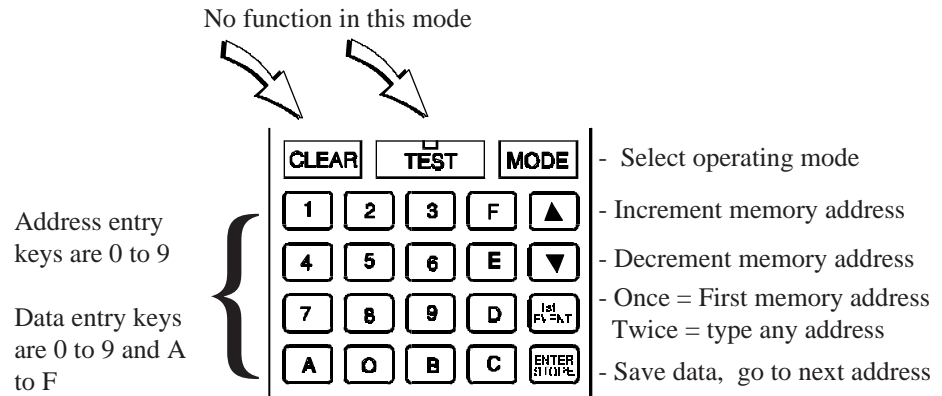 No function in this mode
CLEAR TEST MODE
- Select operating mode
1 2 3 F ▲
- Increment memory address
Address entry
keys are 0 to 9
4 5 6 E ▼
- Decrement memory address
Data entry keys
are 0 to 9 and A
to F
7 8 9 D 1st
EVENT
- Once = First memory address
Twice = type any address
A 0 B C ENTER
STORE
- Save data, go to next address